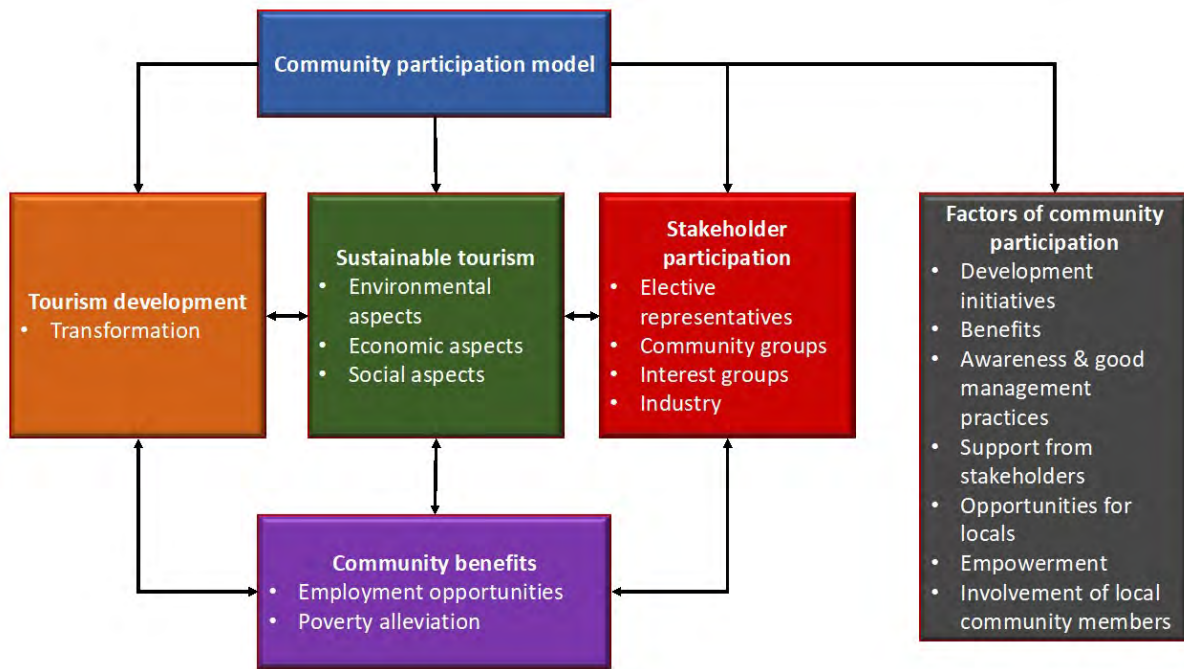 Community participation model
Tourism development
• Transformation
Sustainable tourism
• Environmental
aspects
• Economic aspects
• Social aspects
Stakeholder
participation
• Elective
representatives
• Community groups
• Interest groups
• Industry
Factors of community
participation
• Development
initiatives
• Benefits
• Awareness & good
management
practices
• Support from
stakeholders
• Opportunities for
locals
• Empowerment
• Involvement of local
community members
Community benefits
• Employment opportunities
• Poverty alleviation